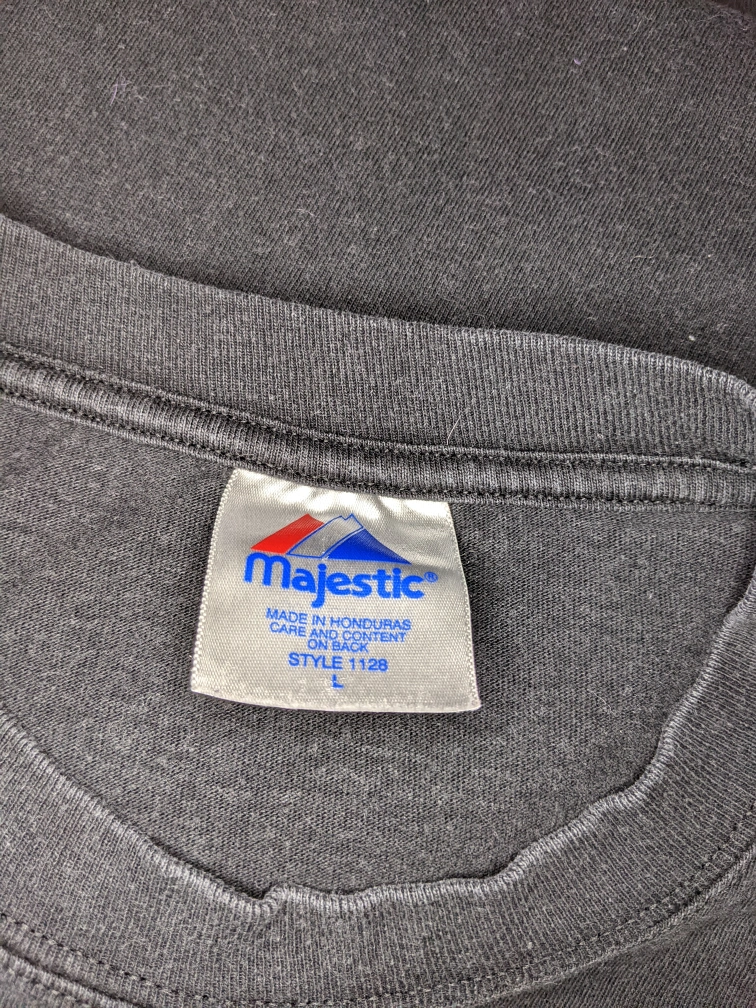 Majestic®
MADE IN HONDURAS
CARE AND CONTENT
ON BACK
STYLE 1128
L